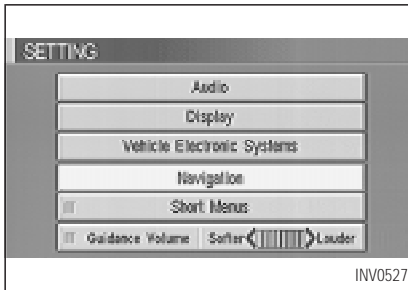 SETTING
Audio
Display
Vehicle Electronic Systems
Navigation
Short Menus
Guidance Volume Softer Louder
INV0527